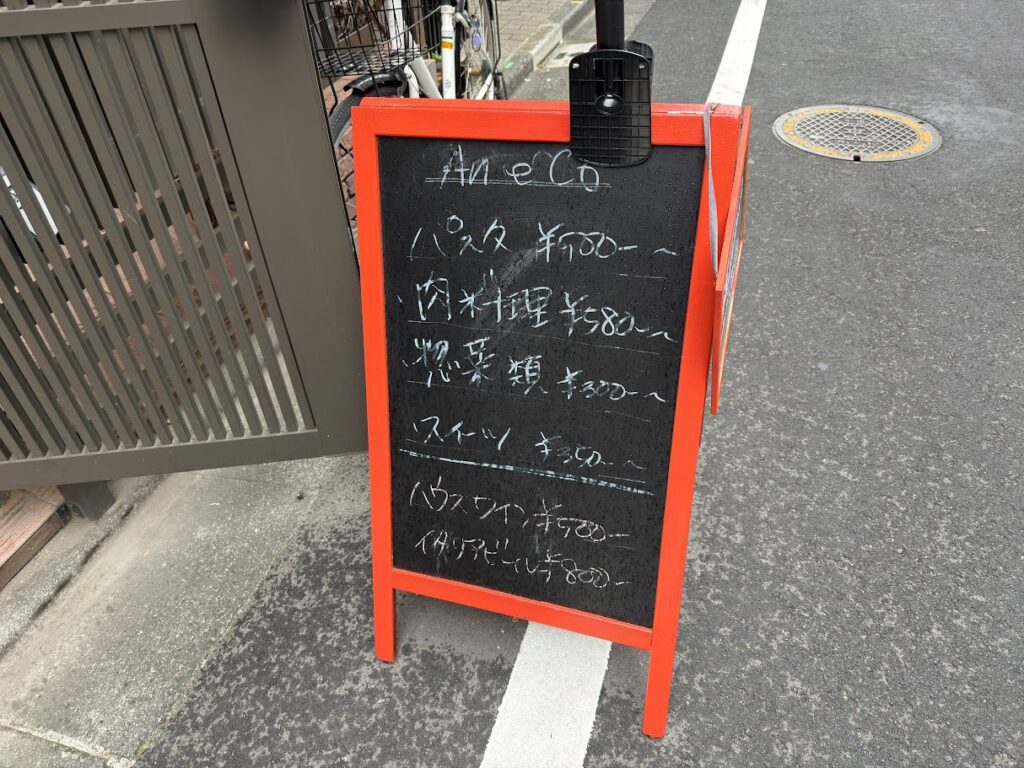 An e Co
パスタ ¥500-~
肉料理 ¥580-~
惣菜類 ¥300-~
スイーツ ¥350-~
ハウスワイン ¥500-
イタリアビール ¥800-